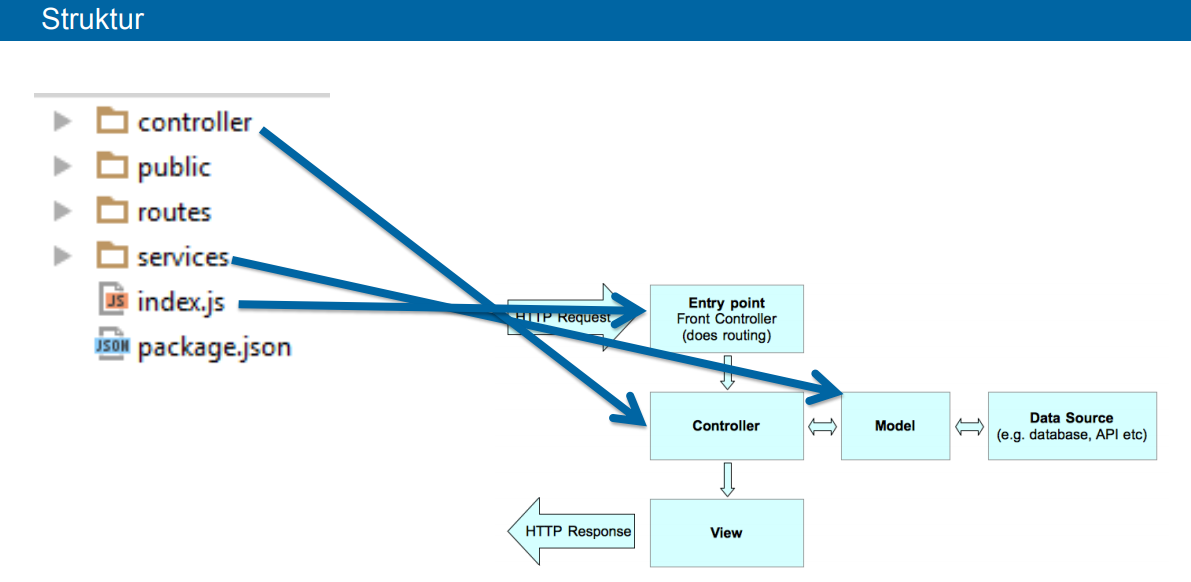 Struktur
controller
public
routes
services
JS index.js
JSON package.json
HTTP Request
Entry point
Front Controller
(does routing)
Controller
Model
Data Source
(e.g. database, API etc)
HTTP Response
View